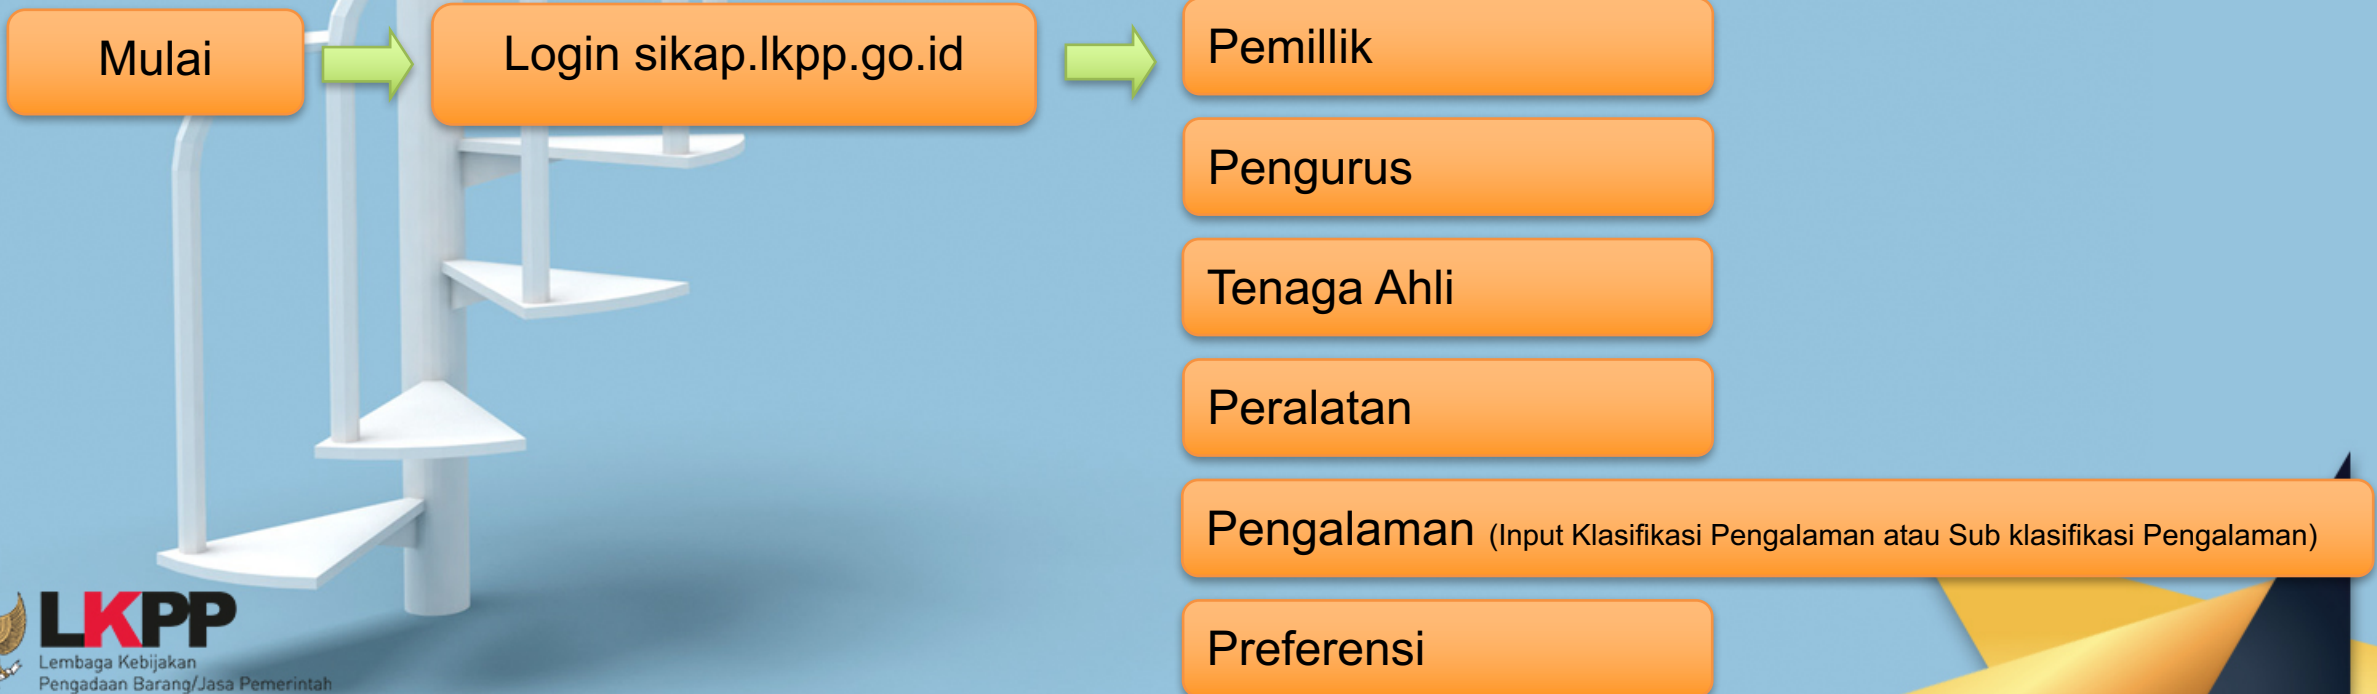 Mulai
Login sikap.lkpp.go.id
Pemillik
Pengurus
Tenaga Ahli
Peralatan
Pengalaman (Input Klasifikasi Pengalaman atau Sub klasifikasi Pengalaman)
Preferensi
LKPP
Lembaga Kebijakan
Pengadaan Barang/Jasa Pemerintah